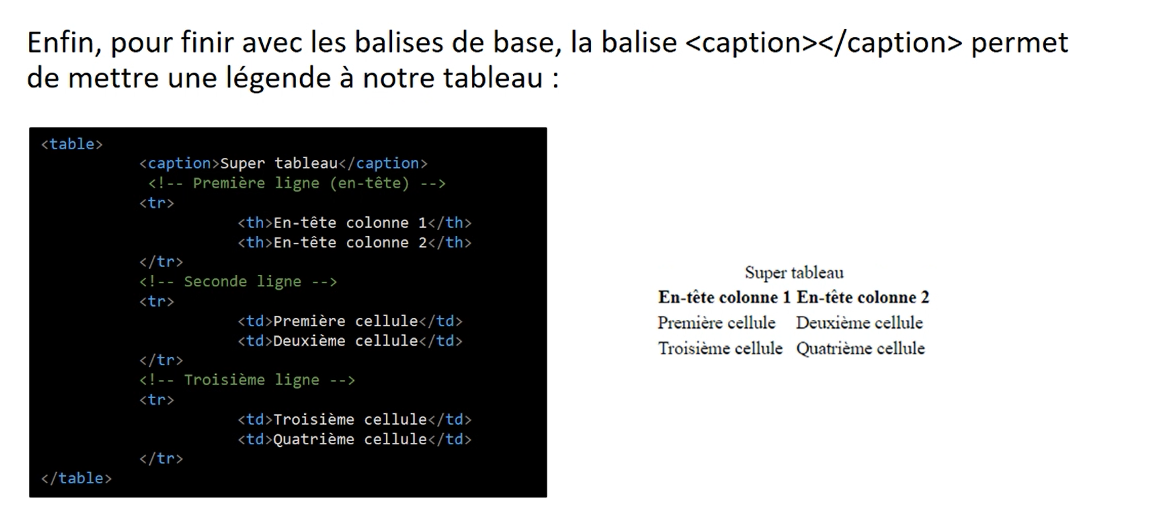 Enfin, pour finir avec les balises de base, la balise <caption></caption> permet
de mettre une légende à notre tableau :
<table>
<caption>Super tableau</caption>
<!-- Première ligne (en-tête) -->
<tr>
<th>En-tête colonne 1</th>
<th>En-tête colonne 2</th>
</tr>
<!-- Seconde ligne -->
<tr>
<td>Première cellule</td>
<td>Deuxième cellule</td>
</tr>
<!-- Troisième ligne -->
<tr>
<td>Troisième cellule</td>
<td>Quatrième cellule</td>
</tr>
</table>
Super tableau
En-tête colonne 1 En-tête colonne 2
Première cellule Deuxième cellule
Troisième cellule Quatrième cellule